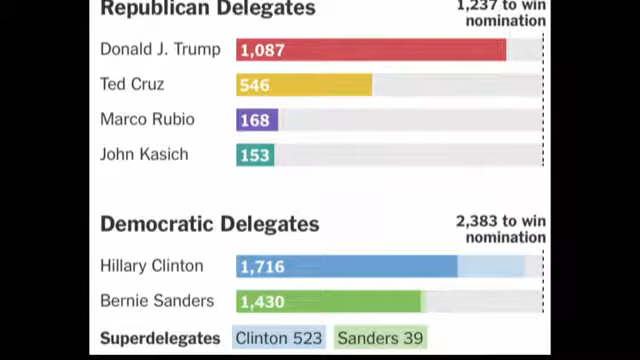 Republican Delegates
1,237 to win
nomination
Donald J. Trump 1,087
Ted Cruz 546
Marco Rubio 168
John Kasich 153
Democratic Delegates
2,383 to win
nomination
Hillary Clinton 1,716
Bernie Sanders 1,430
Superdelegates Clinton 523 Sanders 39